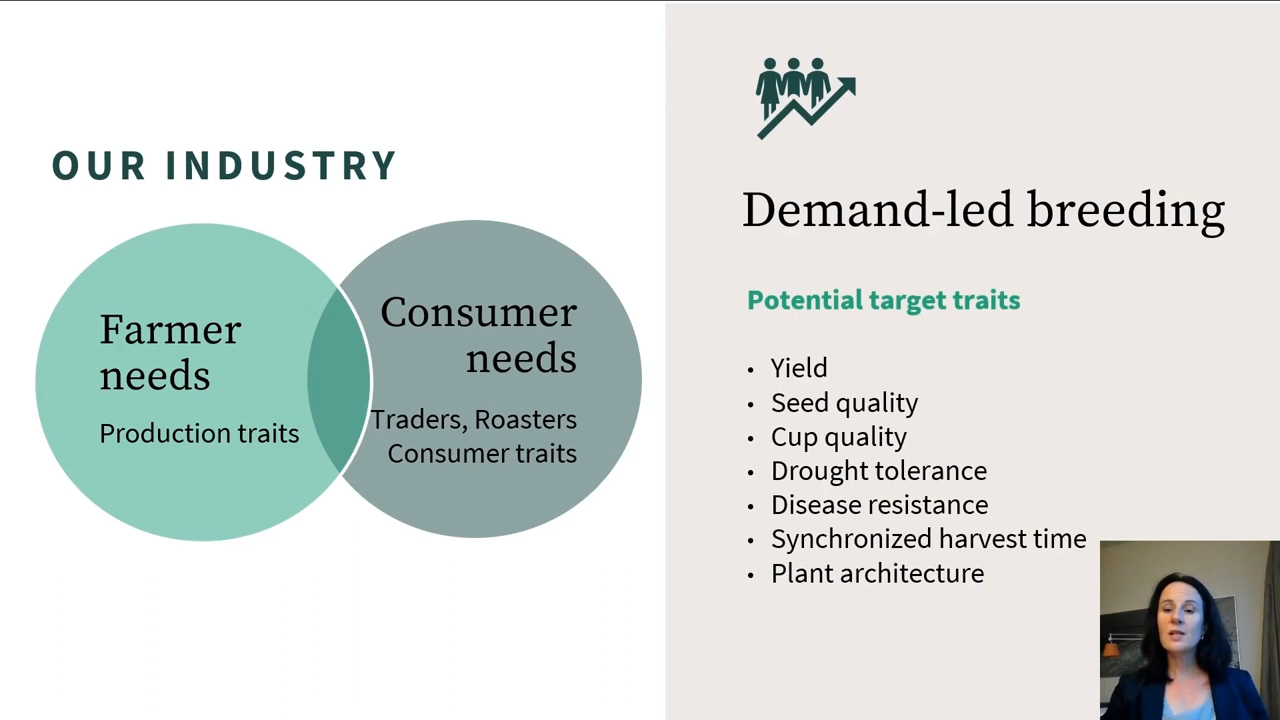 OUR INDUSTRY
Farmer
needs
Production traits
Consumer
needs
Traders, Roasters
Consumer traits
Demand-led breeding
Potential target traits
• Yield
• Seed quality
• Cup quality
• Drought tolerance
• Disease resistance
• Synchronized harvest time
• Plant architecture